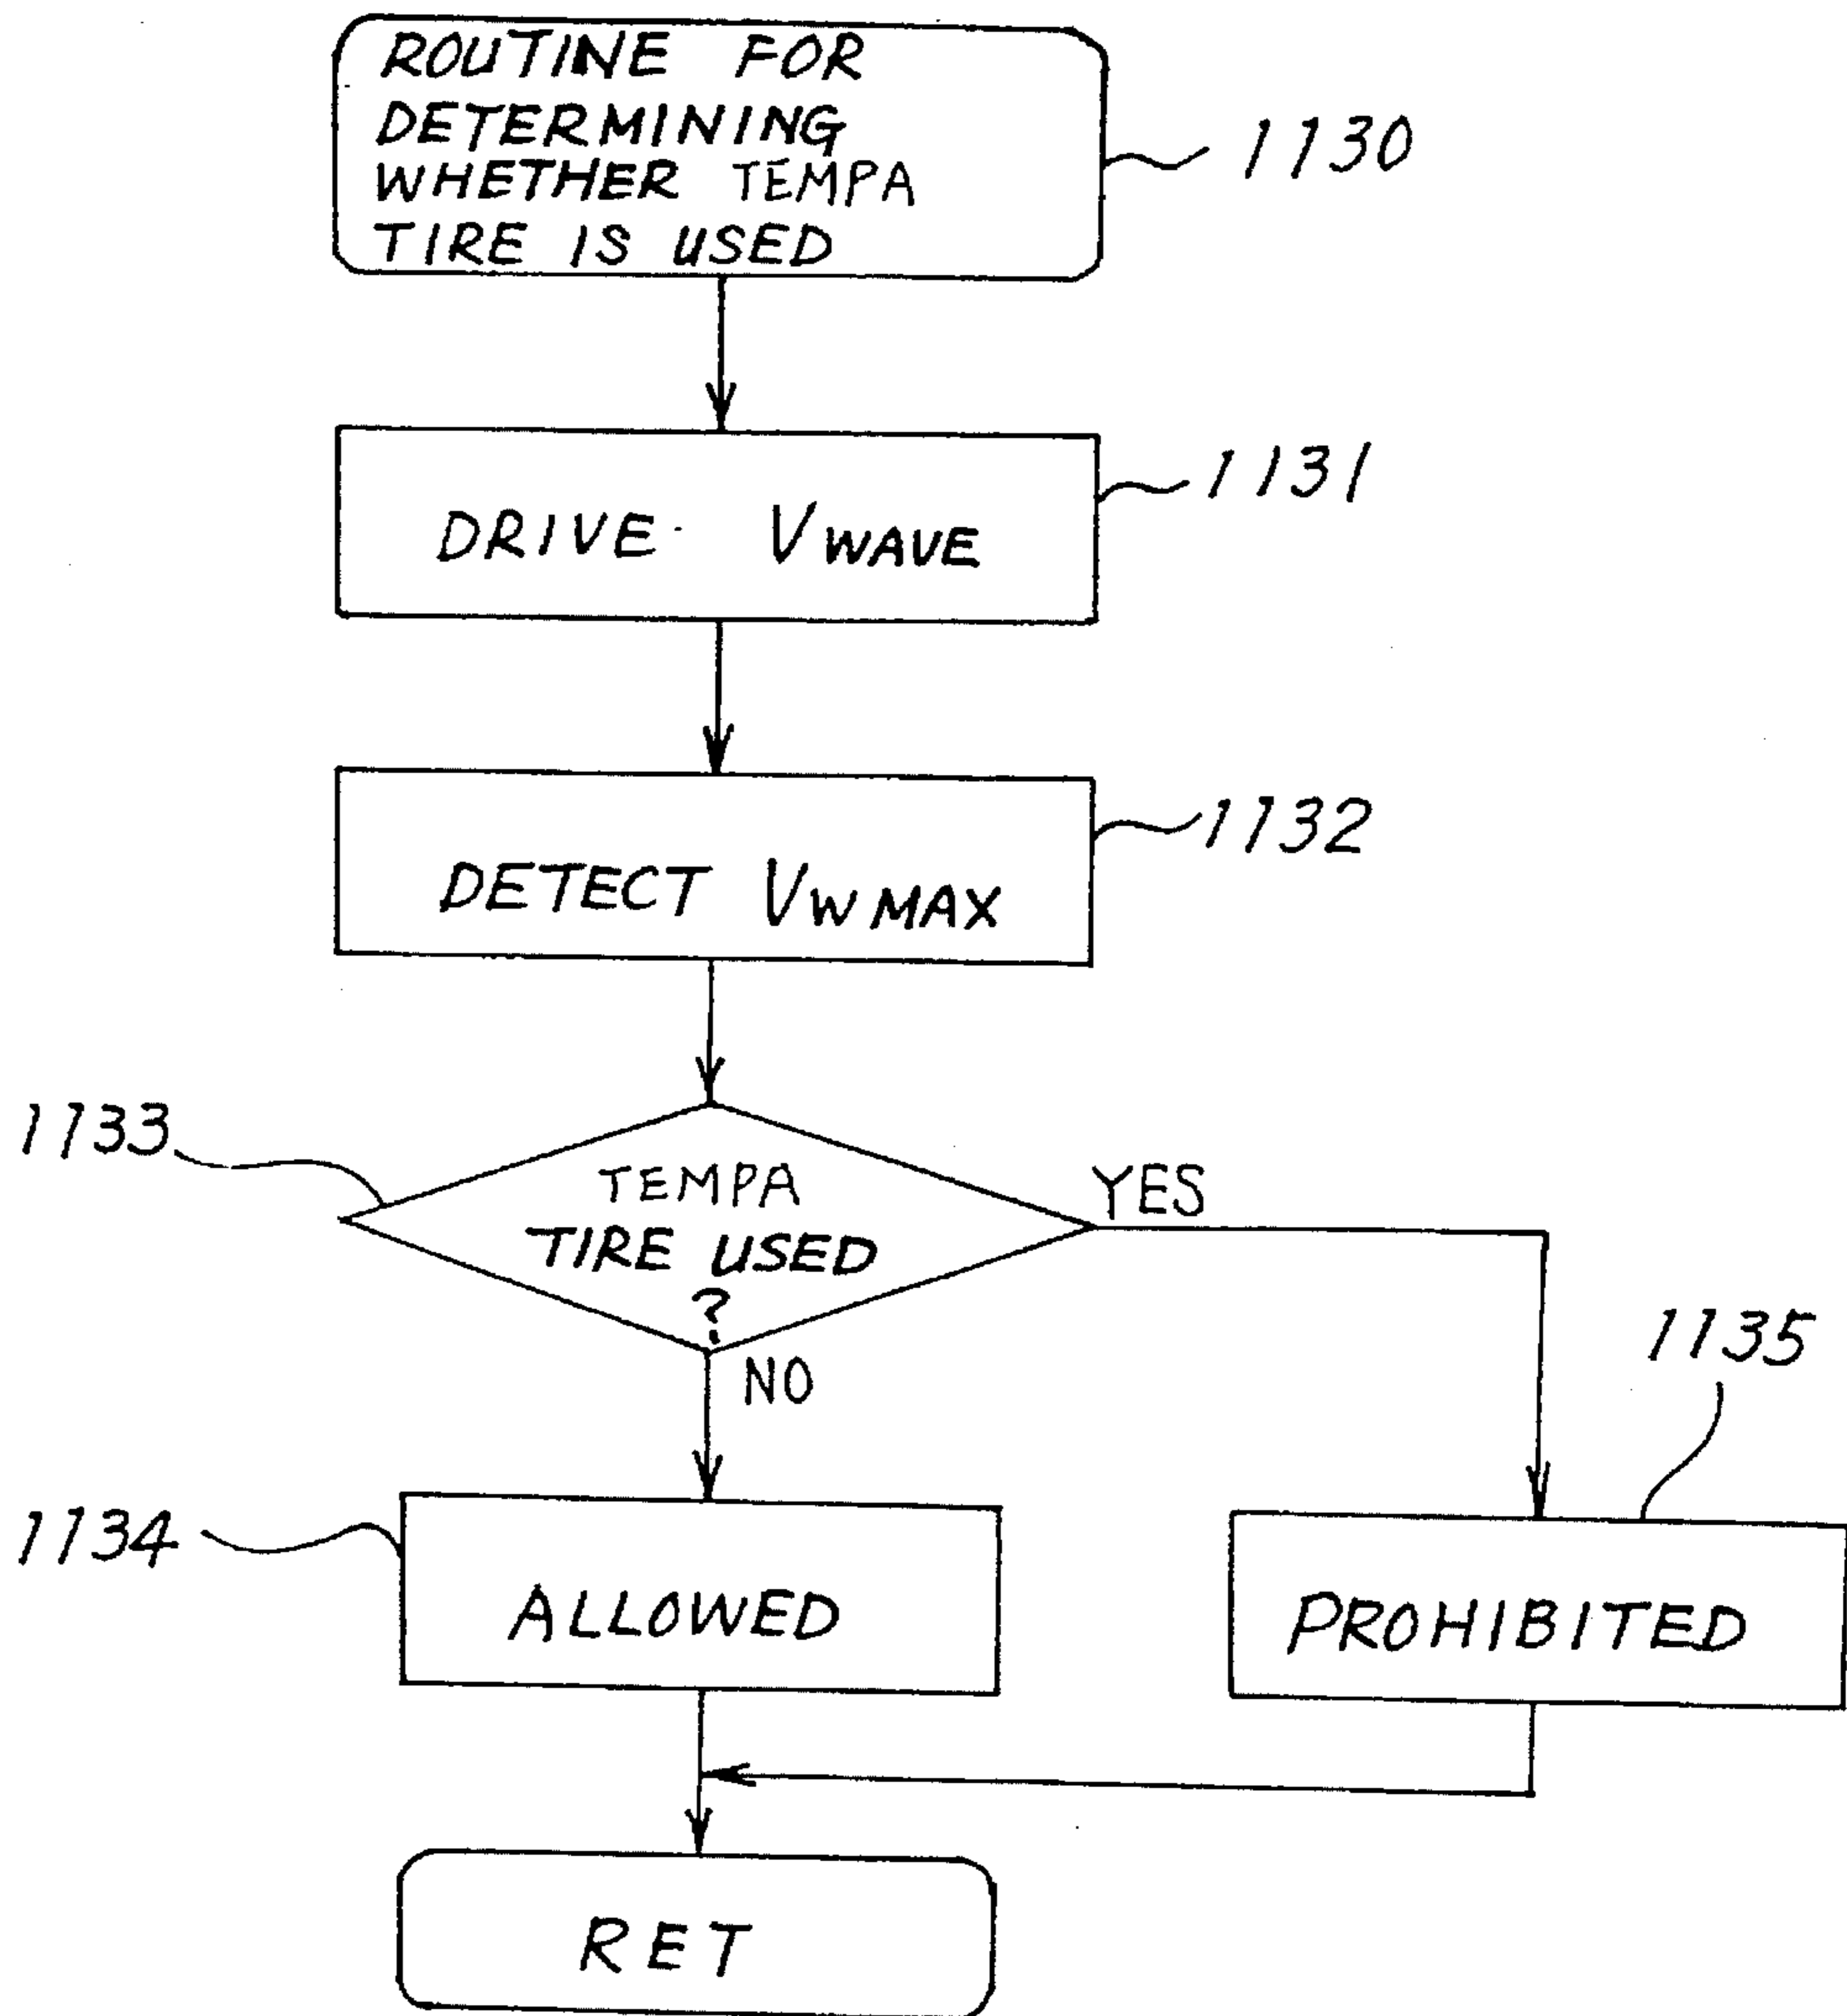 ROUTINE FOR
DETERMINING
WHETHER TEMPA
TIRE IS USED
1130
DRIVE VWAVE
1131
DETECT VWMAX
1132
1133
TEMPA
TIRE USED
?
YES
NO
1135
1134
ALLOWED
PROHIBITED
RET